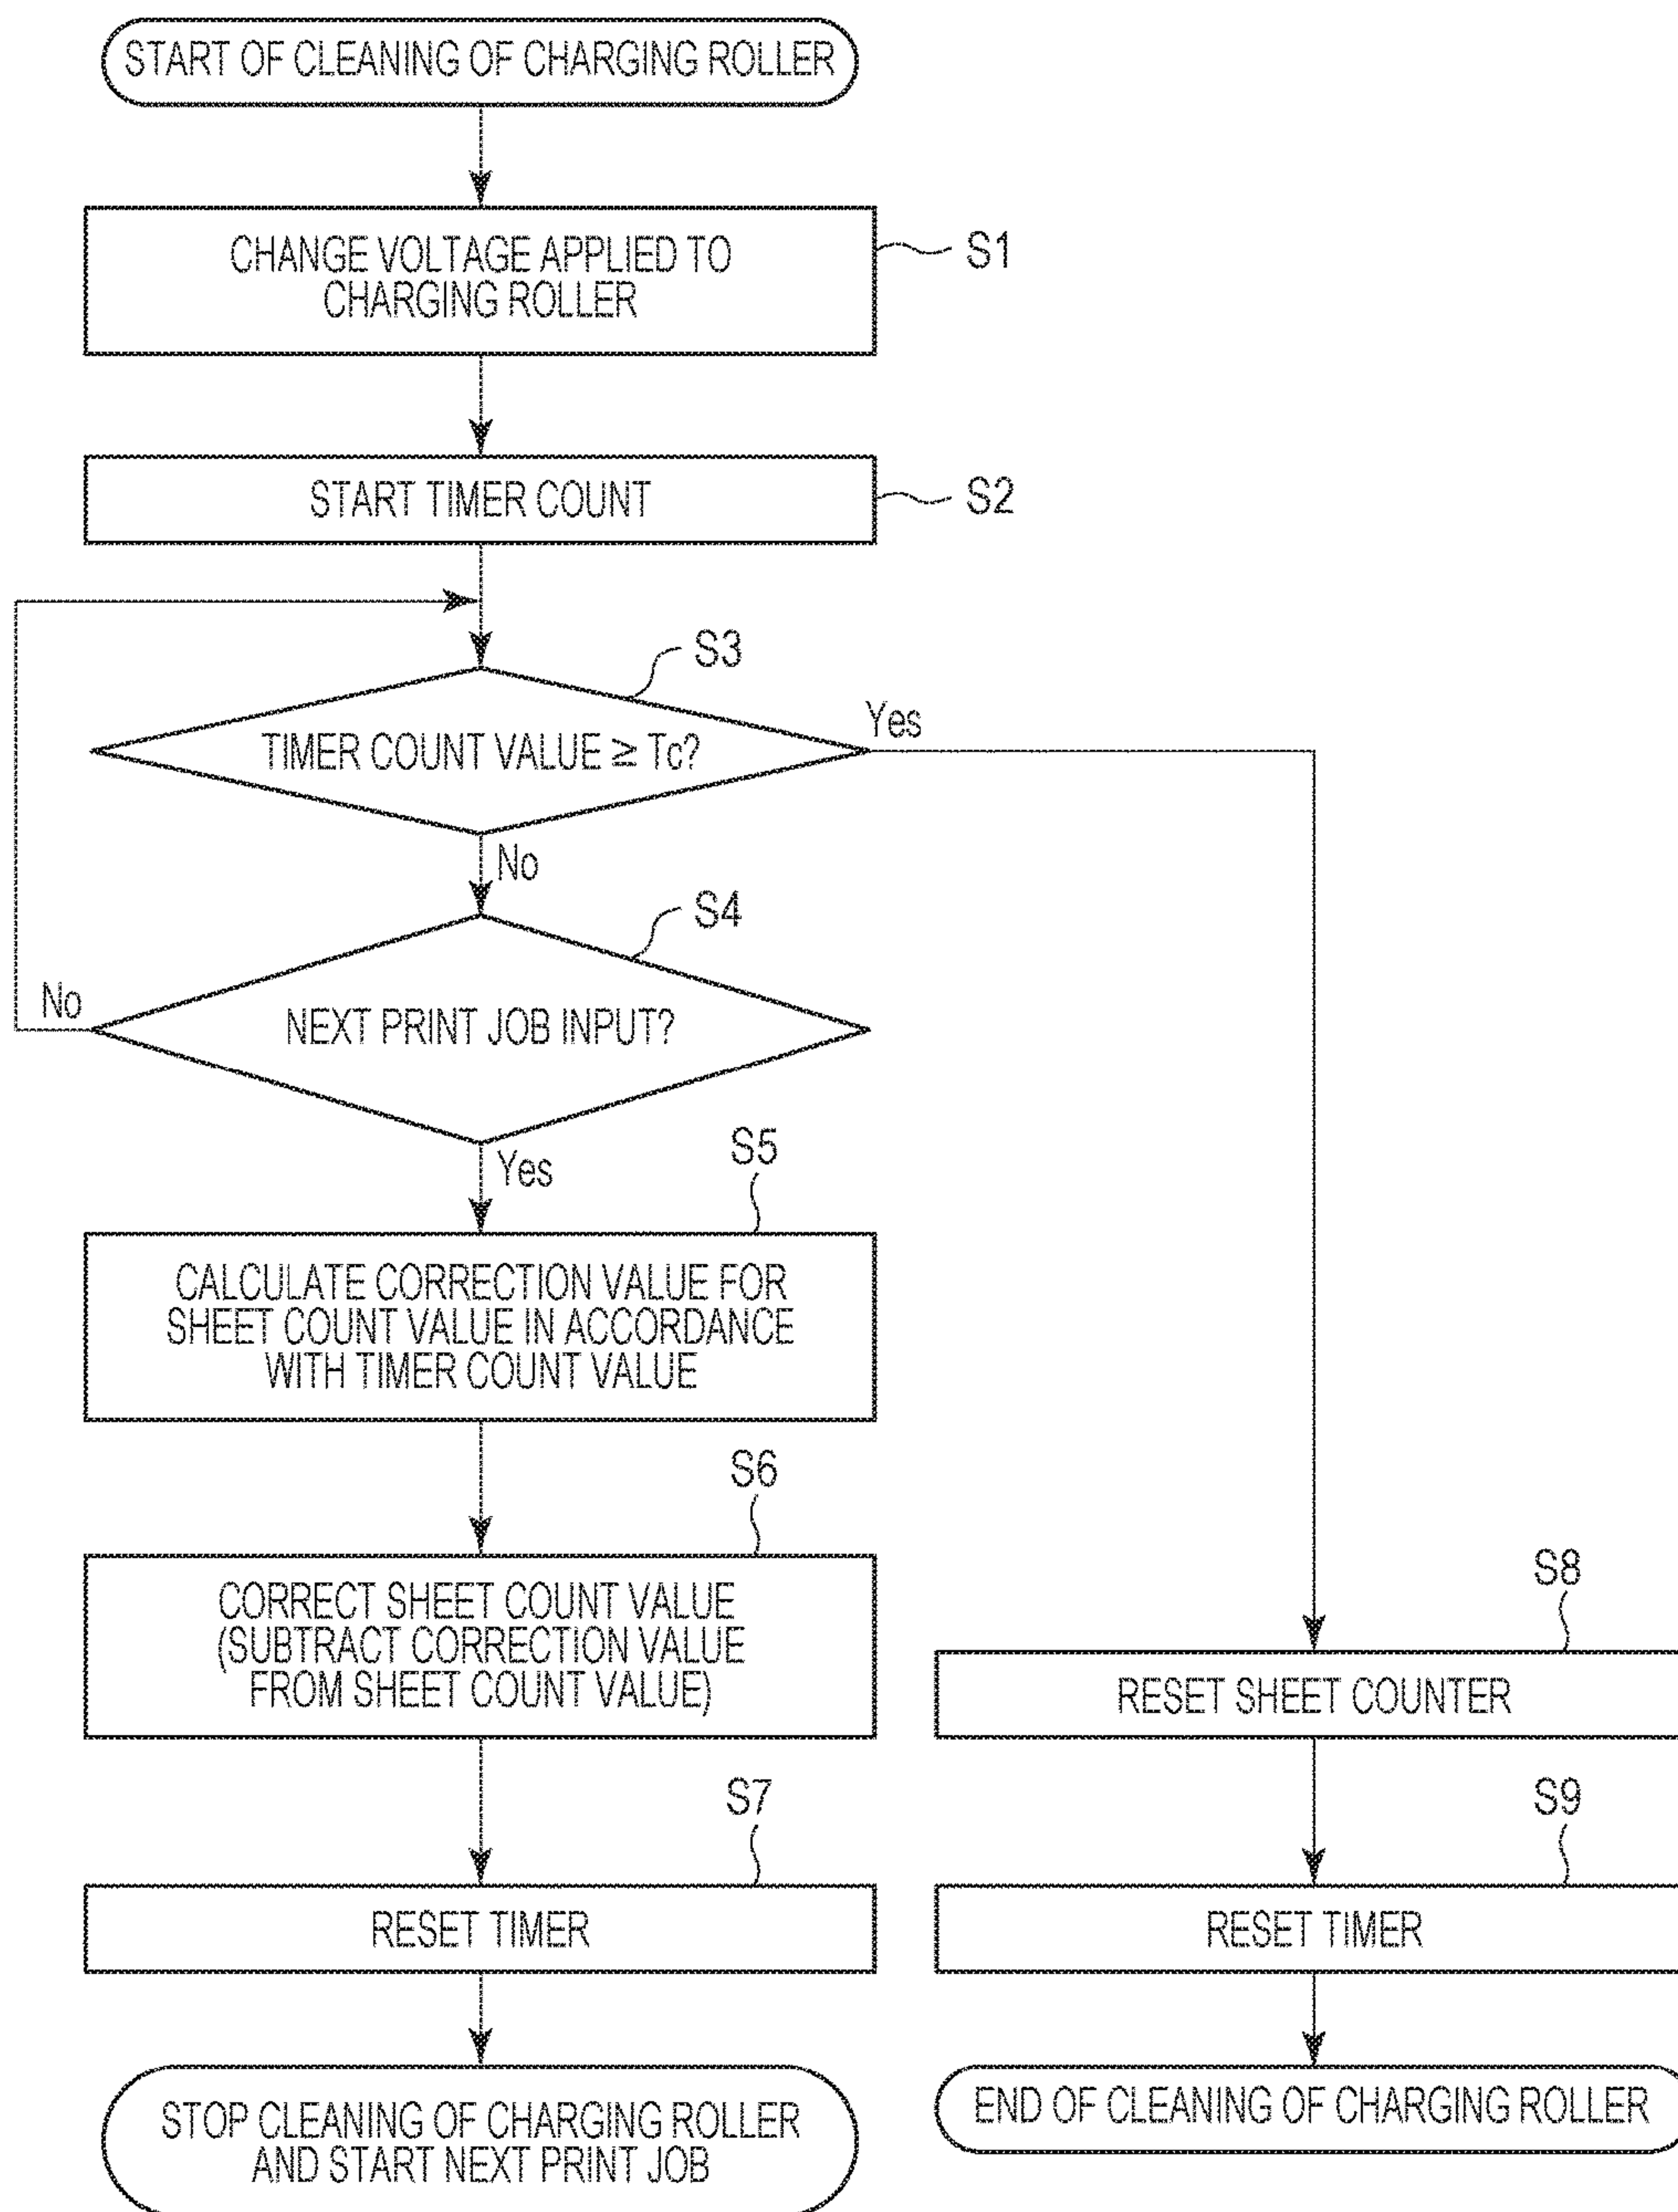 START OF CLEANING OF CHARGING ROLLER
CHANGE VOLTAGE APPLIED TO
CHARGING ROLLER
S1
START TIMER COUNT
S2
S3
TIMER COUNT VALUE ≥ Tc?
Yes
No
S4
NEXT PRINT JOB INPUT?
No
Yes
S5
CALCULATE CORRECTION VALUE FOR
SHEET COUNT VALUE IN ACCORDANCE
WITH TIMER COUNT VALUE
S6
CORRECT SHEET COUNT VALUE
(SUBTRACT CORRECTION VALUE
FROM SHEET COUNT VALUE)
S8
RESET SHEET COUNTER
S7
RESET TIMER
S9
RESET TIMER
STOP CLEANING OF CHARGING ROLLER
AND START NEXT PRINT JOB
END OF CLEANING OF CHARGING ROLLER